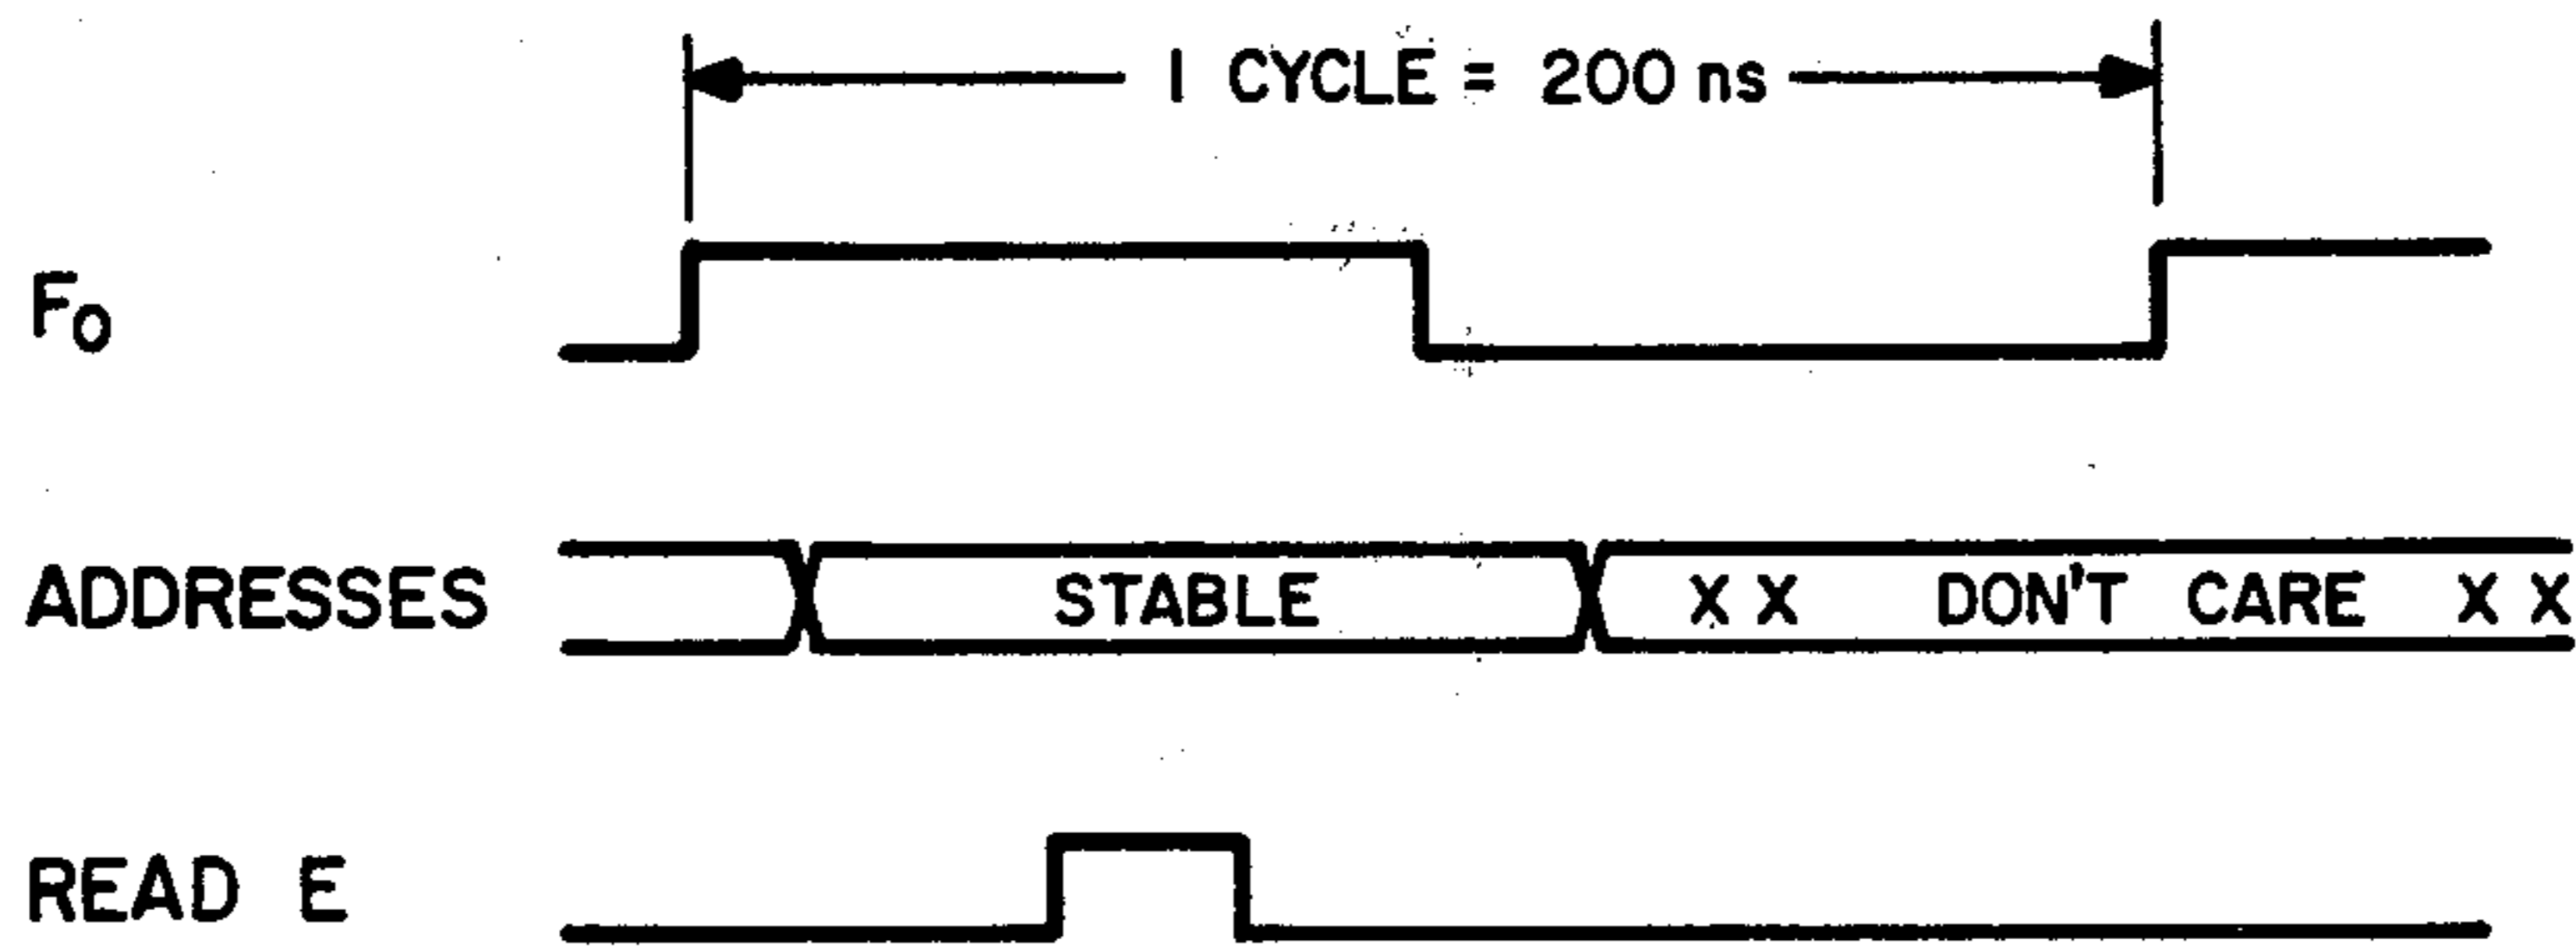 1 CYCLE = 200 ns
F0
ADDRESSES STABLE X X DON'T CARE X X
READ E